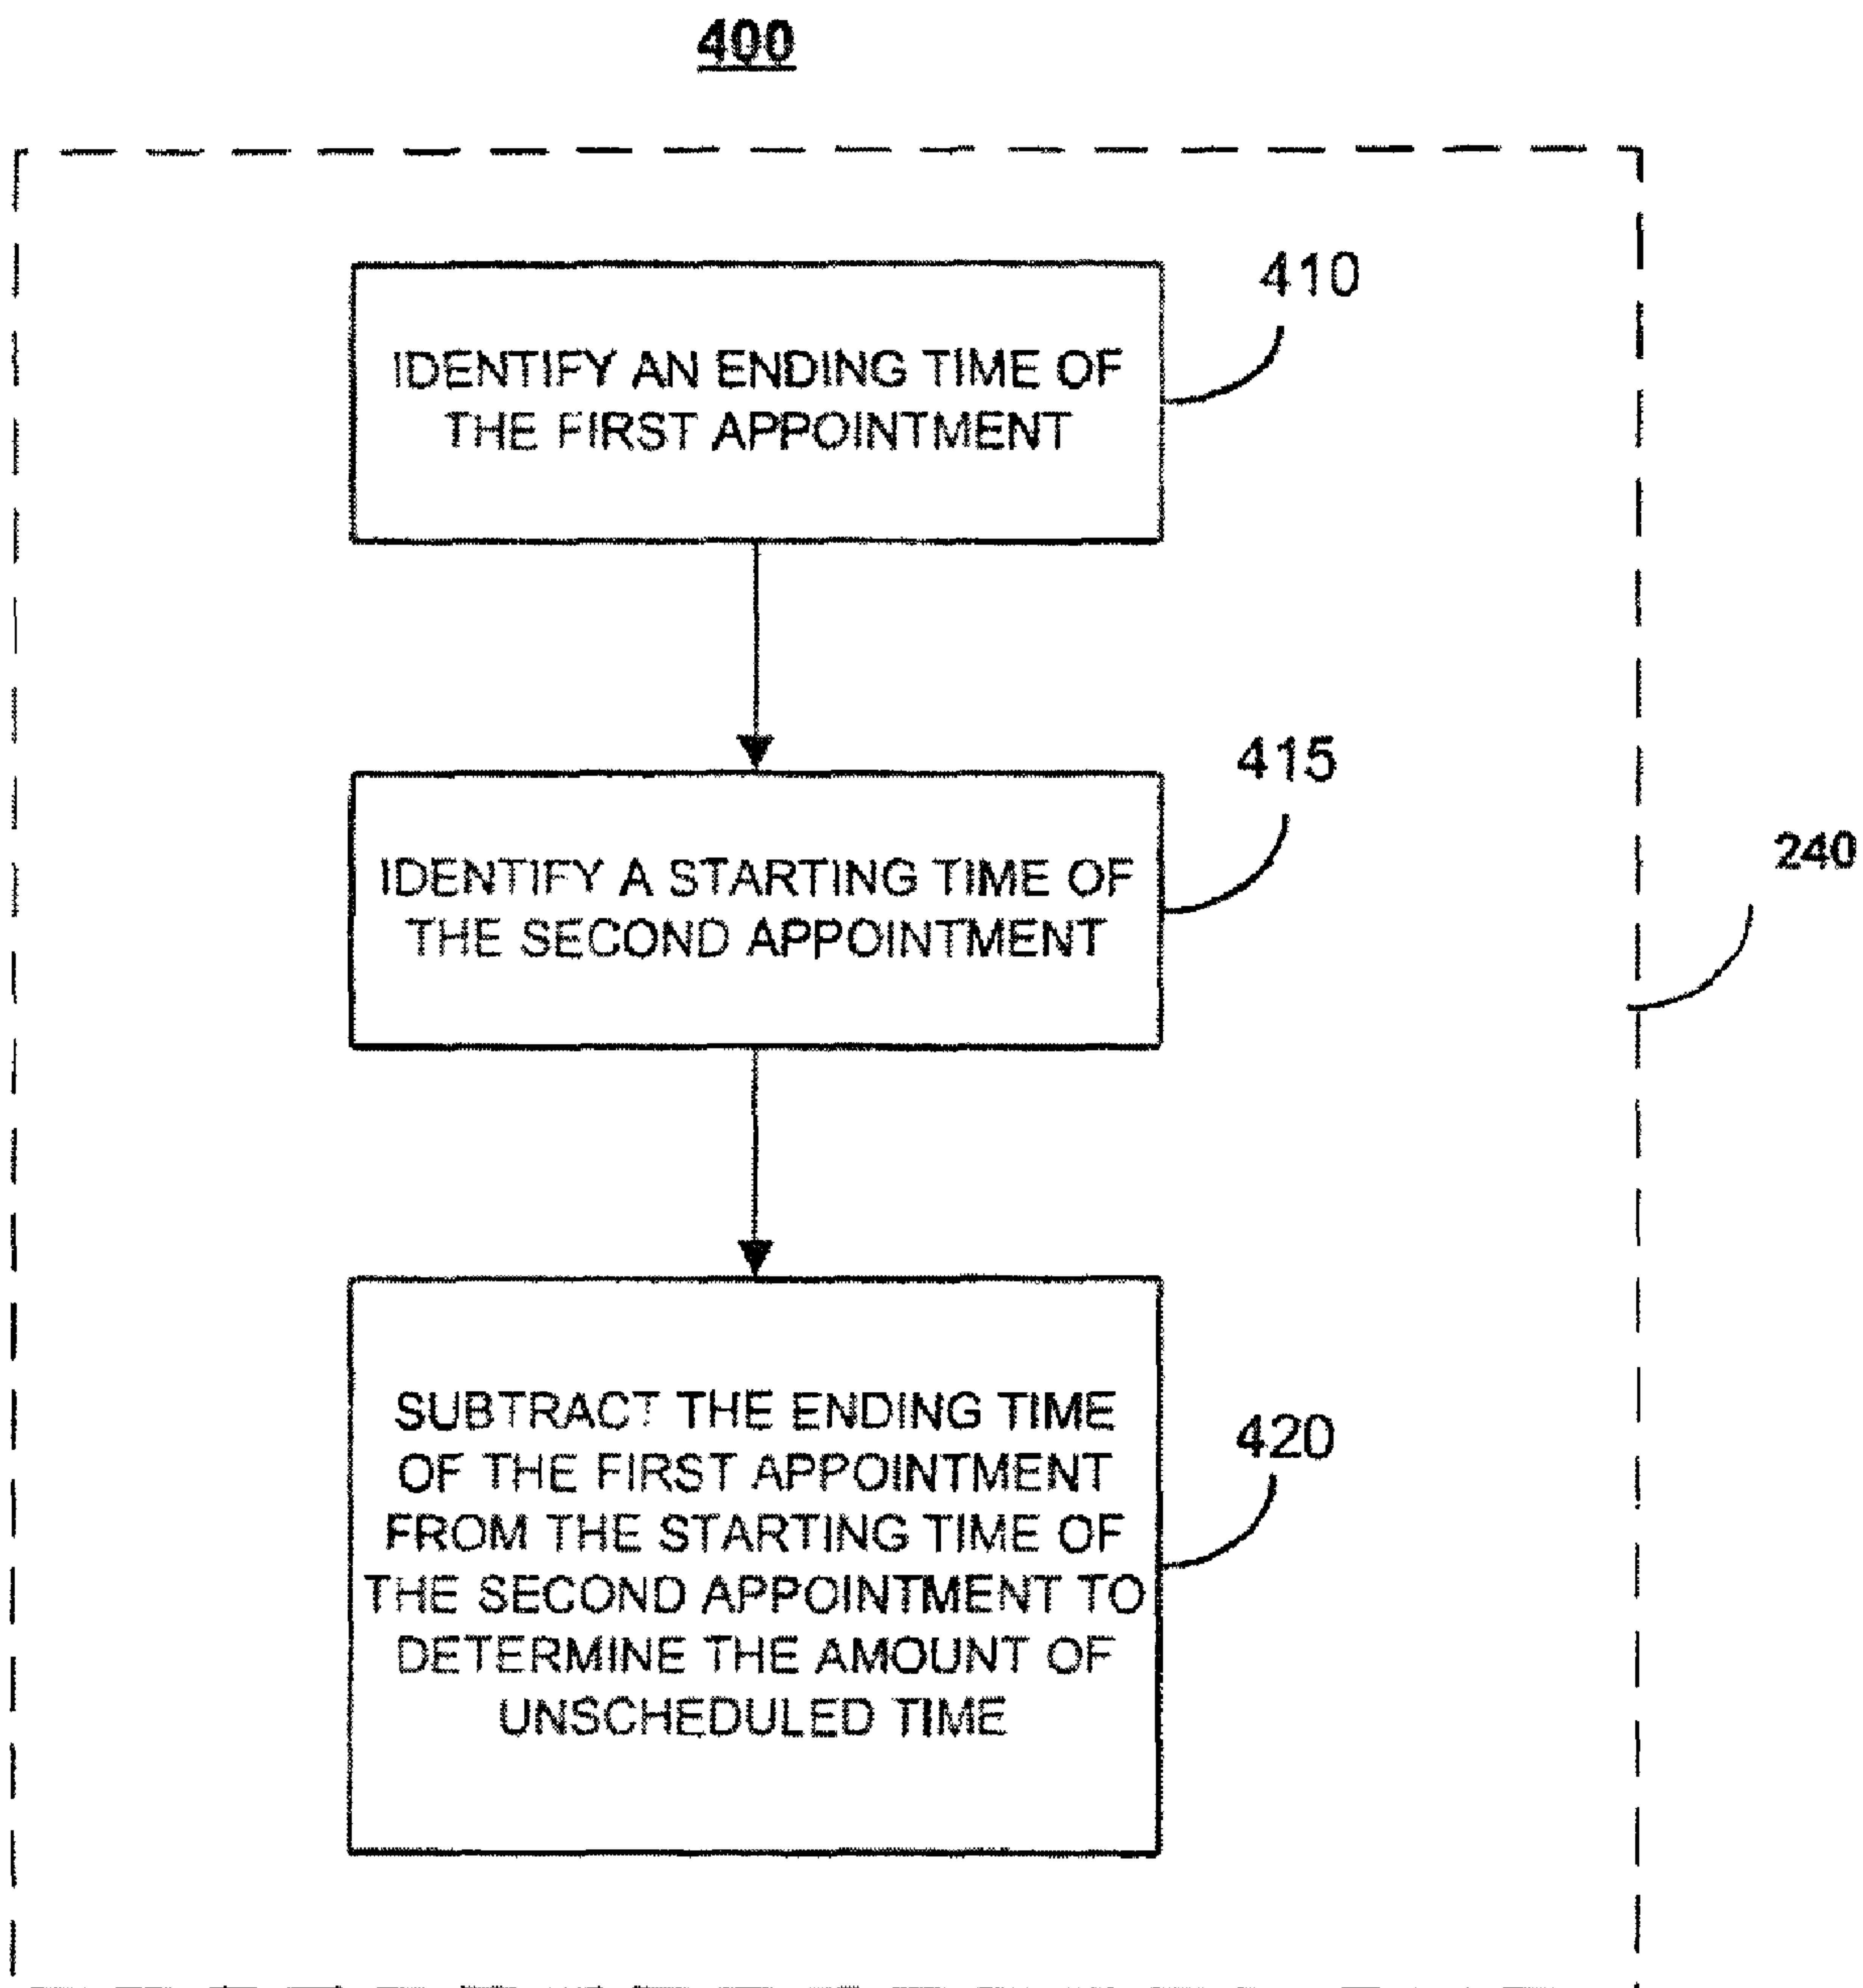 400
410
IDENTIFY AN ENDING TIME OF
THE FIRST APPOINTMENT
415
IDENTIFY A STARTING TIME OF
THE SECOND APPOINTMENT
240
SUBTRACT THE ENDING TIME
OF THE FIRST APPOINTMENT
FROM THE STARTING TIME OF
THE SECOND APPOINTMENT TO
DETERMINE THE AMOUNT OF
UNSCHEDULED TIME
420